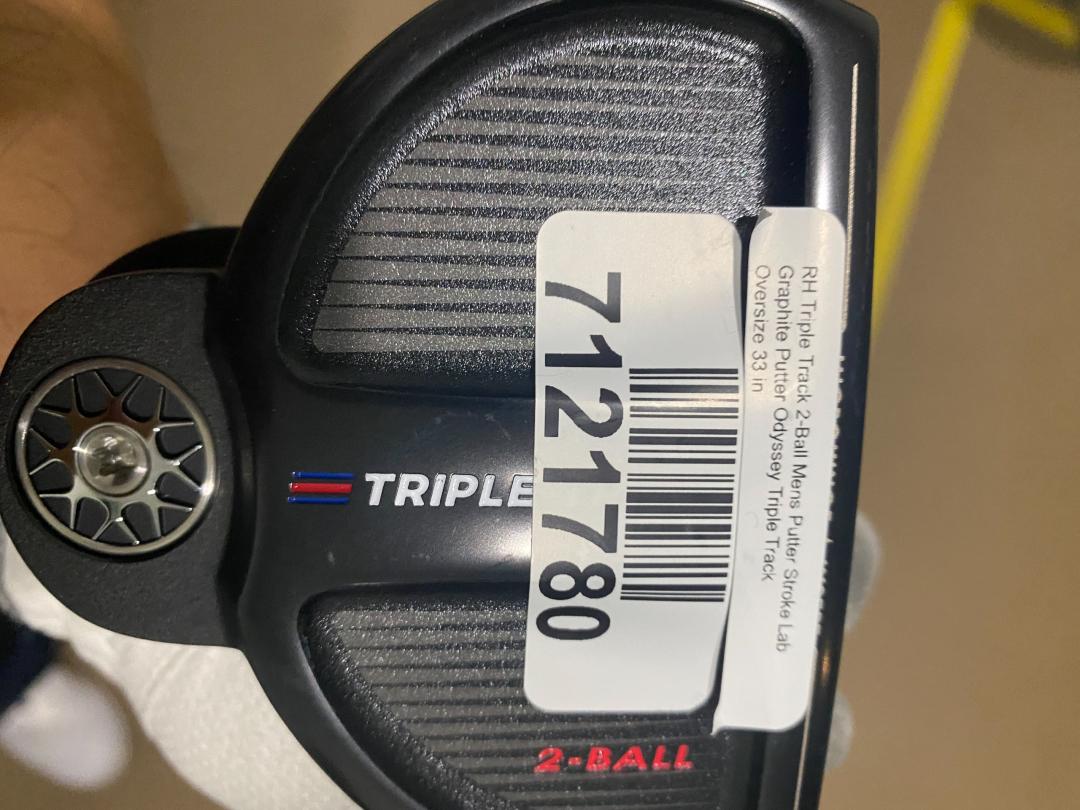 RH Triple Track 2-Ball Mens Putter Stroke Lab
Graphite Putter Odyssey Triple Track
Oversize 33 in
7121780
TRIPLE
2-BALL